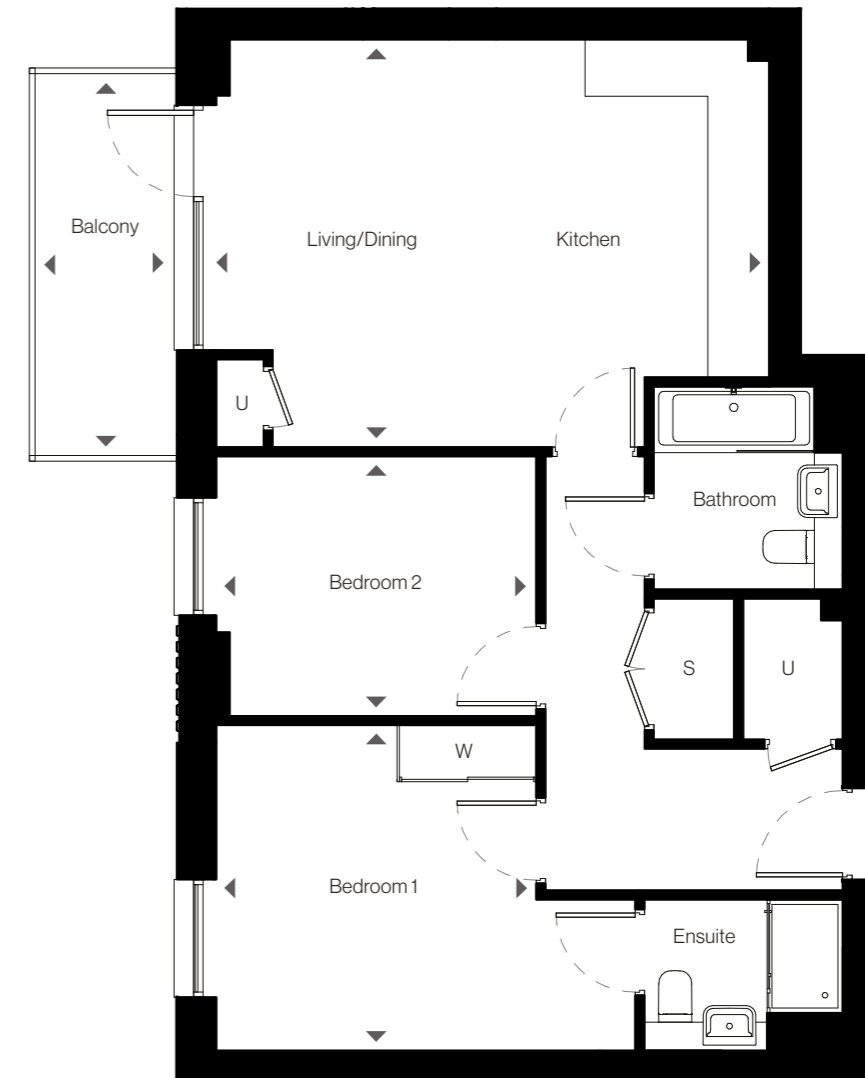 Balcony
Living/Dining
Kitchen
U
Bathroom
Bedroom 2
S
U
W
Bedroom 1
Ensuite